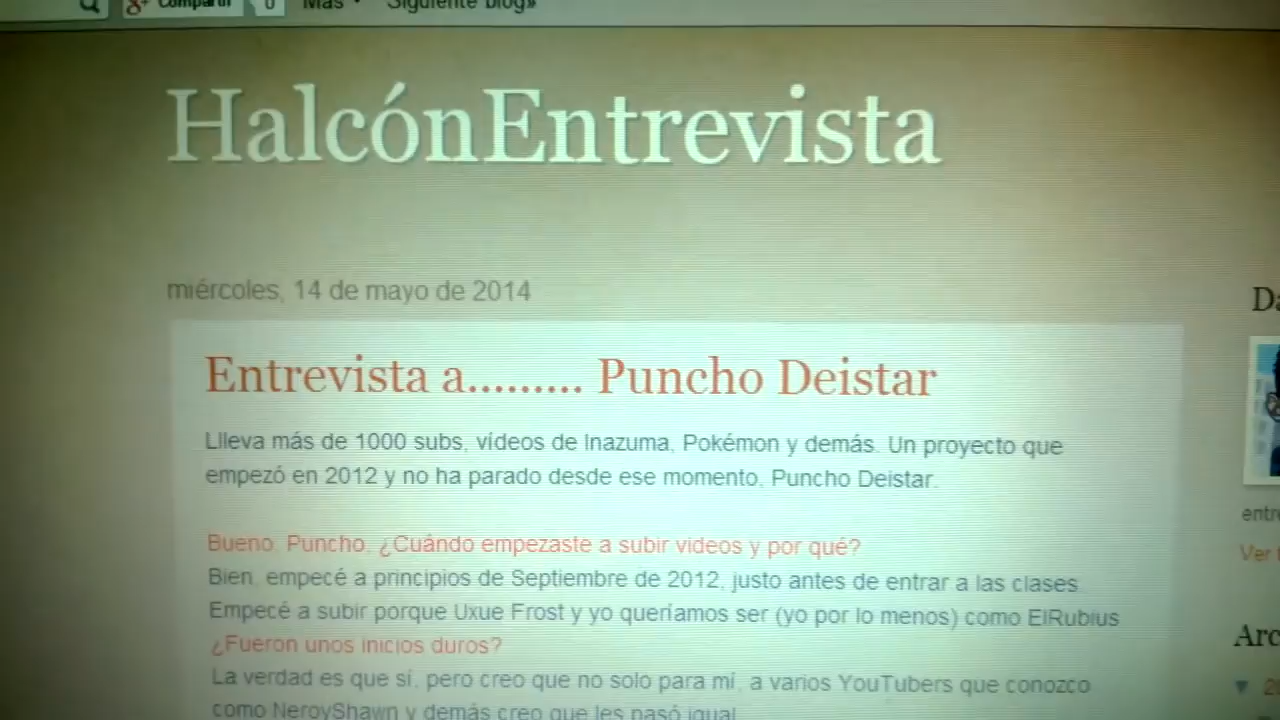 Compartir 0 Más Siguiente blog»
HalcónEntrevista
miércoles, 14 de mayo de 2014
Entrevista a......... Puncho Deistar
Llleva más de 1000 subs, vídeos de Inazuma, Pokémon y demás. Un proyecto que
empezó en 2012 y no ha parado desde ese momento, Puncho Deistar.
Bueno, Puncho, ¿Cuándo empezaste a subir videos y por qué?
Bien, empecé a principios de Septiembre de 2012, justo antes de entrar a las clases.
Empecé a subir porque Uxue Frost y yo queríamos ser (yo por lo menos) como ElRubius
¿Fueron unos inicios duros?
La verdad es que sí, pero creo que no solo para mí, a varios YouTubers que conozco
como NeroyShawn y demás creo que les pasó igual.
Da
entre
Ver
Arc